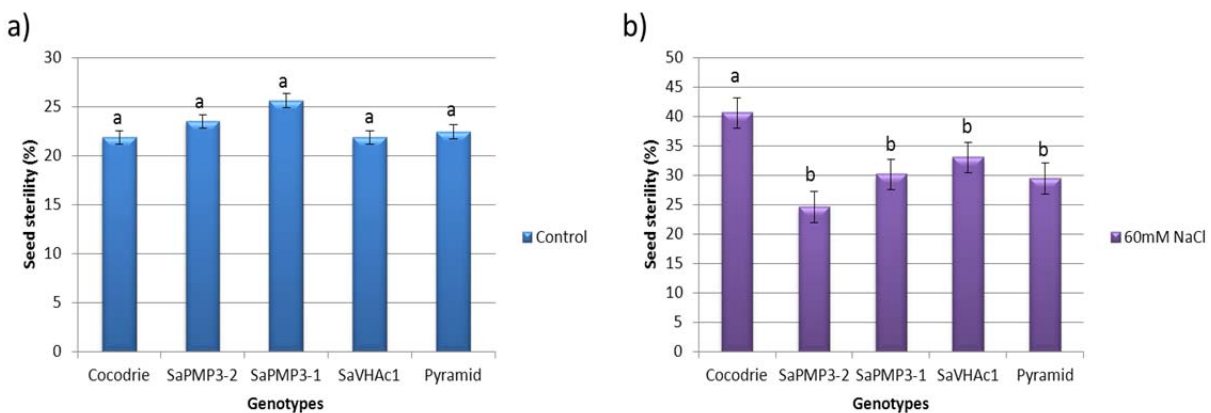 a)
30
25
20
15
10
5
0
Seed sterility (%)
a
a
a
a
a
Cocodrie
SaPMP3-2
SaPMP3-1
SaVHAc1
Pyramid
Genotypes
Control
b)
50
45
40
35
30
25
20
15
10
5
0
Seed sterility (%)
a
b
b
b
b
Cocodrie
SaPMP3-2
SaPMP3-1
SaVHAc1
Pyramid
Genotypes
60mM NaCl